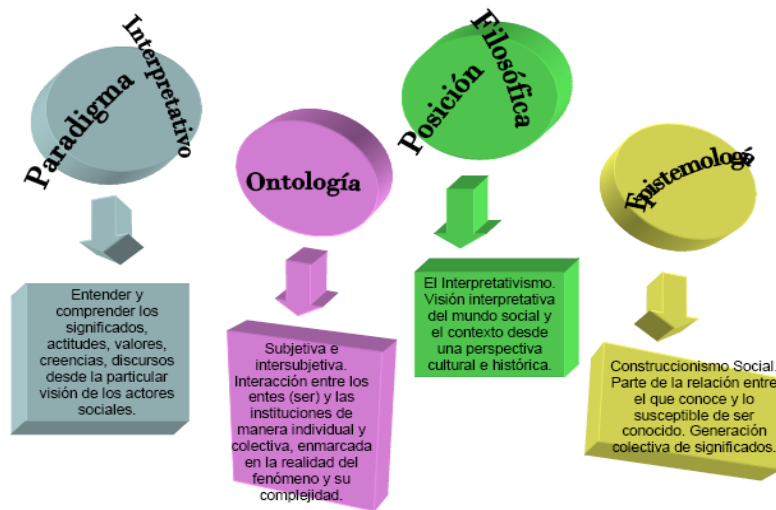 Paradigma
Interpretativo
Entender y
comprender los
significados,
actitudes, valores,
creencias, discursos
desde la particular
visión de los actores
sociales.
Ontología
Subjetiva e
intersubjetiva.
Interacción entre los
entes (ser) y las
instituciones de
manera individual y
colectiva, enmarcada
en la realidad del
fenómeno y su
complejidad.
Posición
Filosófica
El Interpretativismo.
Visión interpretativa
del mundo social y
el contexto desde
una perspectiva
cultural e histórica.
Epistemología
Construccionismo Social.
Parte de la relación entre
el que conoce y lo
susceptible de ser
conocido. Generación
colectiva de significados.